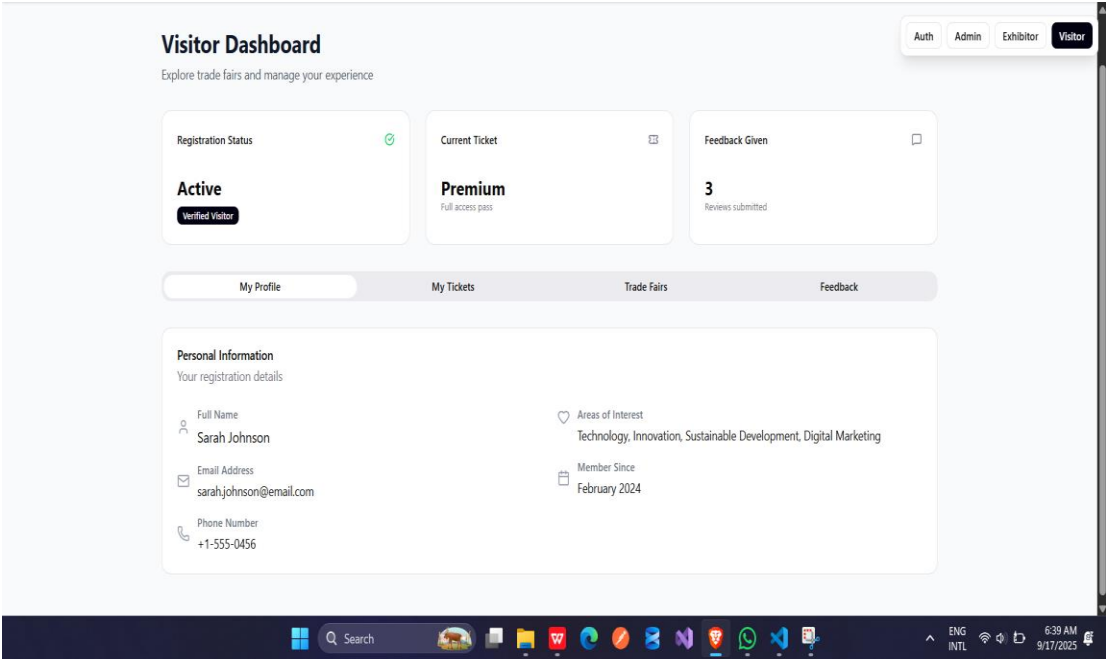 Visitor Dashboard
Explore trade fairs and manage your experience
Auth Admin Exhibitor Visitor
Registration Status
Active
Verified Visitor
Current Ticket
Premium
Full access pass
Feedback Given
3
Reviews submitted
My Profile My Tickets Trade Fairs Feedback
Personal Information
Your registration details
Full Name
Sarah Johnson
Email Address
sarah.johnson@email.com
Phone Number
+1-555-0456
Areas of Interest
Technology, Innovation, Sustainable Development, Digital Marketing
Member Since
February 2024
Search
W
ENG
INTL
6:39 AM
9/17/2025